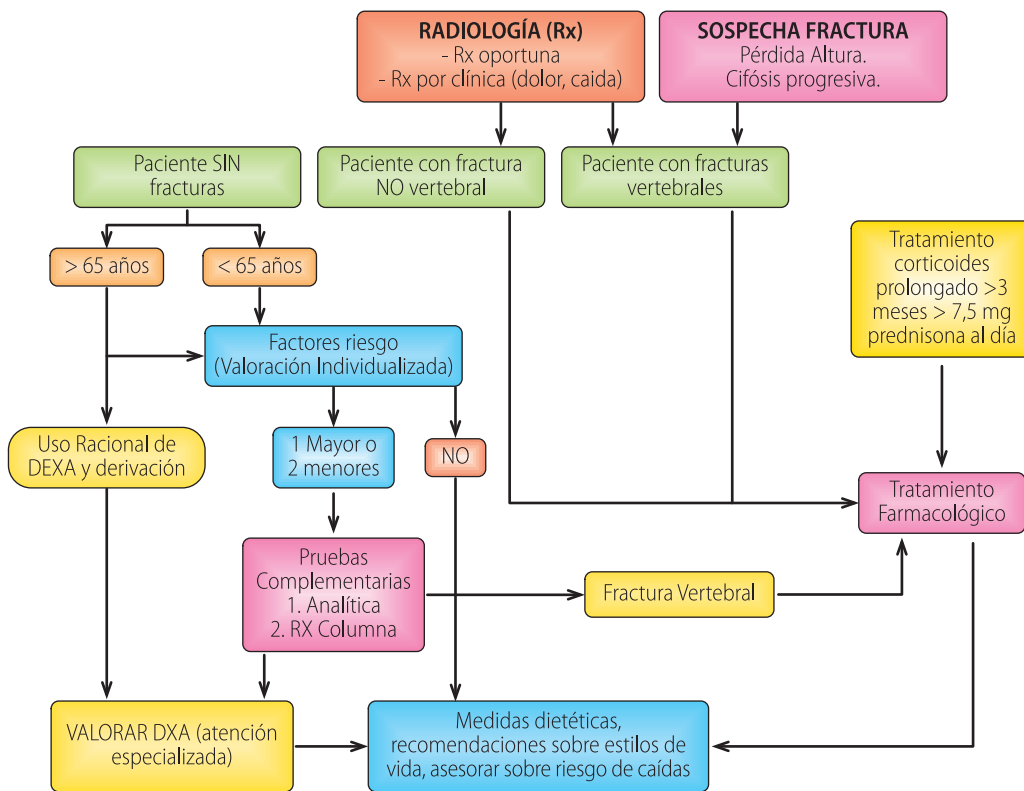 RADIOLOGÍA (Rx)
- Rx oportuna
- Rx por clínica (dolor, caida)
SOSPECHA FRACTURA
Pérdida Altura.
Cifósis progresiva.
Paciente SIN
fracturas
Paciente con fractura
NO vertebral
Paciente con fracturas
vertebrales
> 65 años
< 65 años
Tratamiento
corticoides
prolongado >3
meses > 7,5 mg
prednisona al día
Factores riesgo
(Valoración Individualizada)
Uso Racional de
DEXA y derivación
1 Mayor o
2 menores
NO
Tratamiento
Farmacológico
Pruebas
Complementarias
1. Analítica
2. RX Columna
Fractura Vertebral
VALORAR DXA (atención
especializada)
Medidas dietéticas,
recomendaciones sobre estilos de
vida, asesorar sobre riesgo de caídas